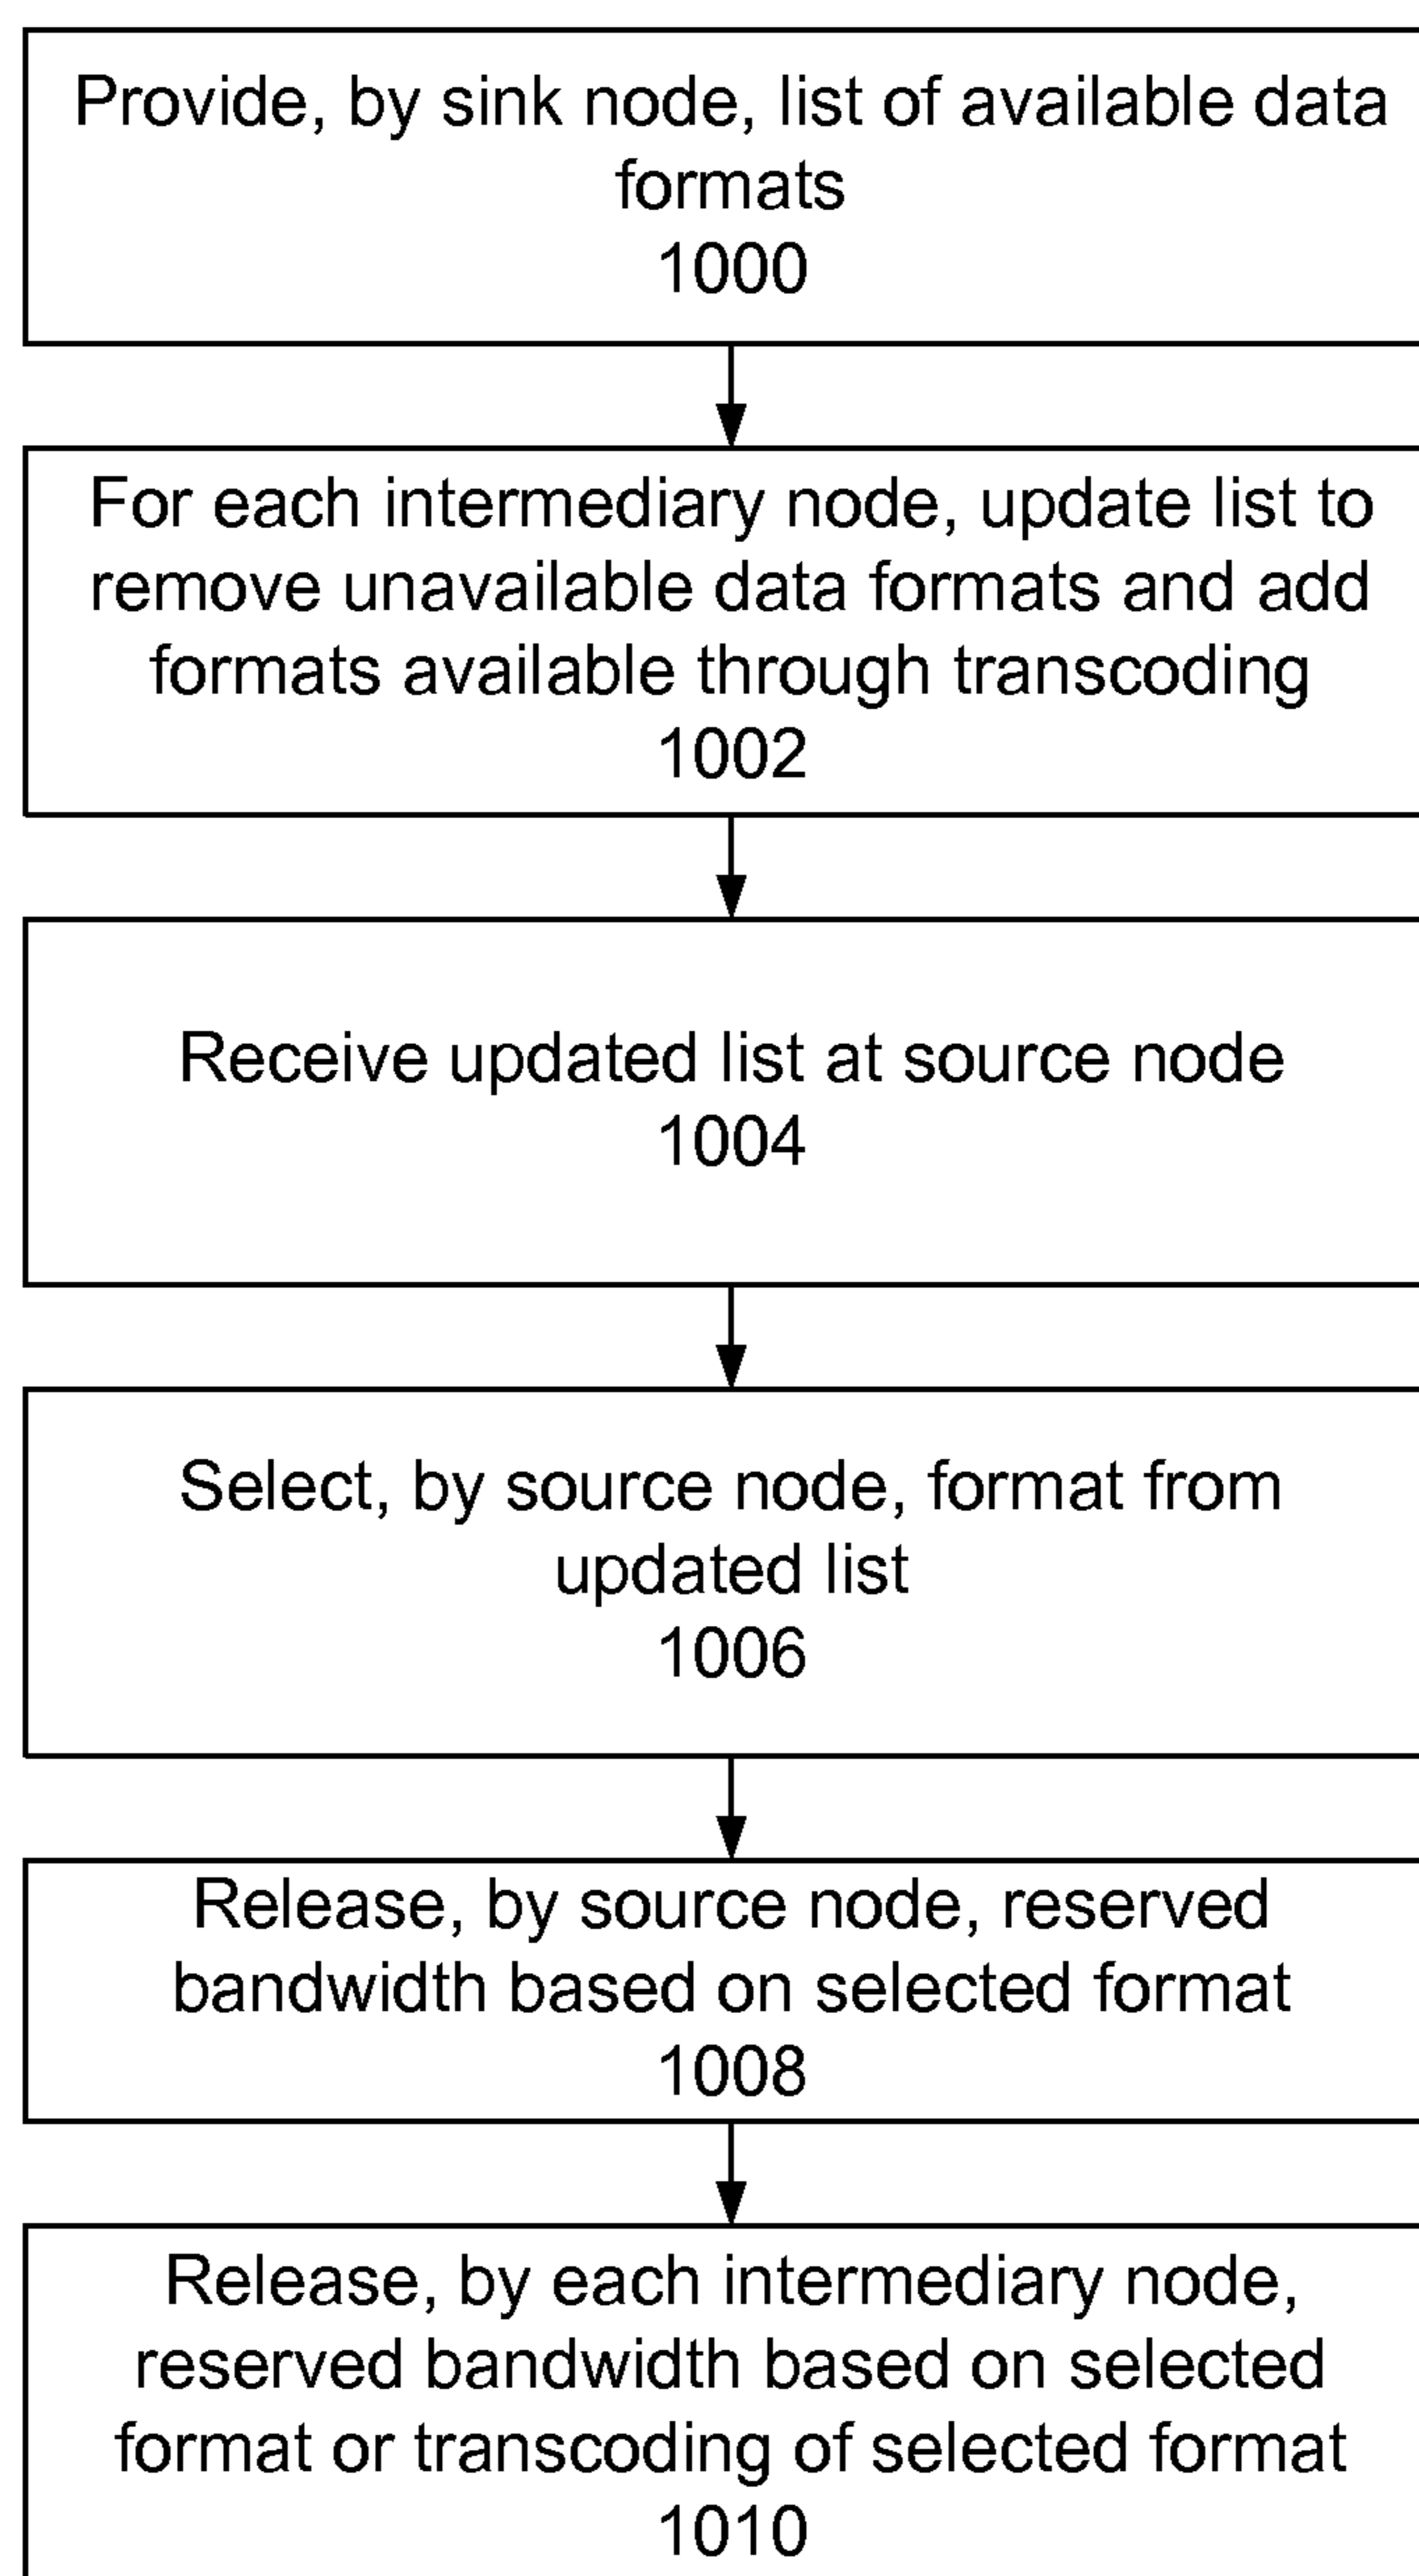 Provide, by sink node, list of available data
formats
1000
For each intermediary node, update list to
remove unavailable data formats and add
formats available through transcoding
1002
Receive updated list at source node
1004
Select, by source node, format from
updated list
1006
Release, by source node, reserved
bandwidth based on selected format
1008
Release, by each intermediary node,
reserved bandwidth based on selected
format or transcoding of selected format
1010